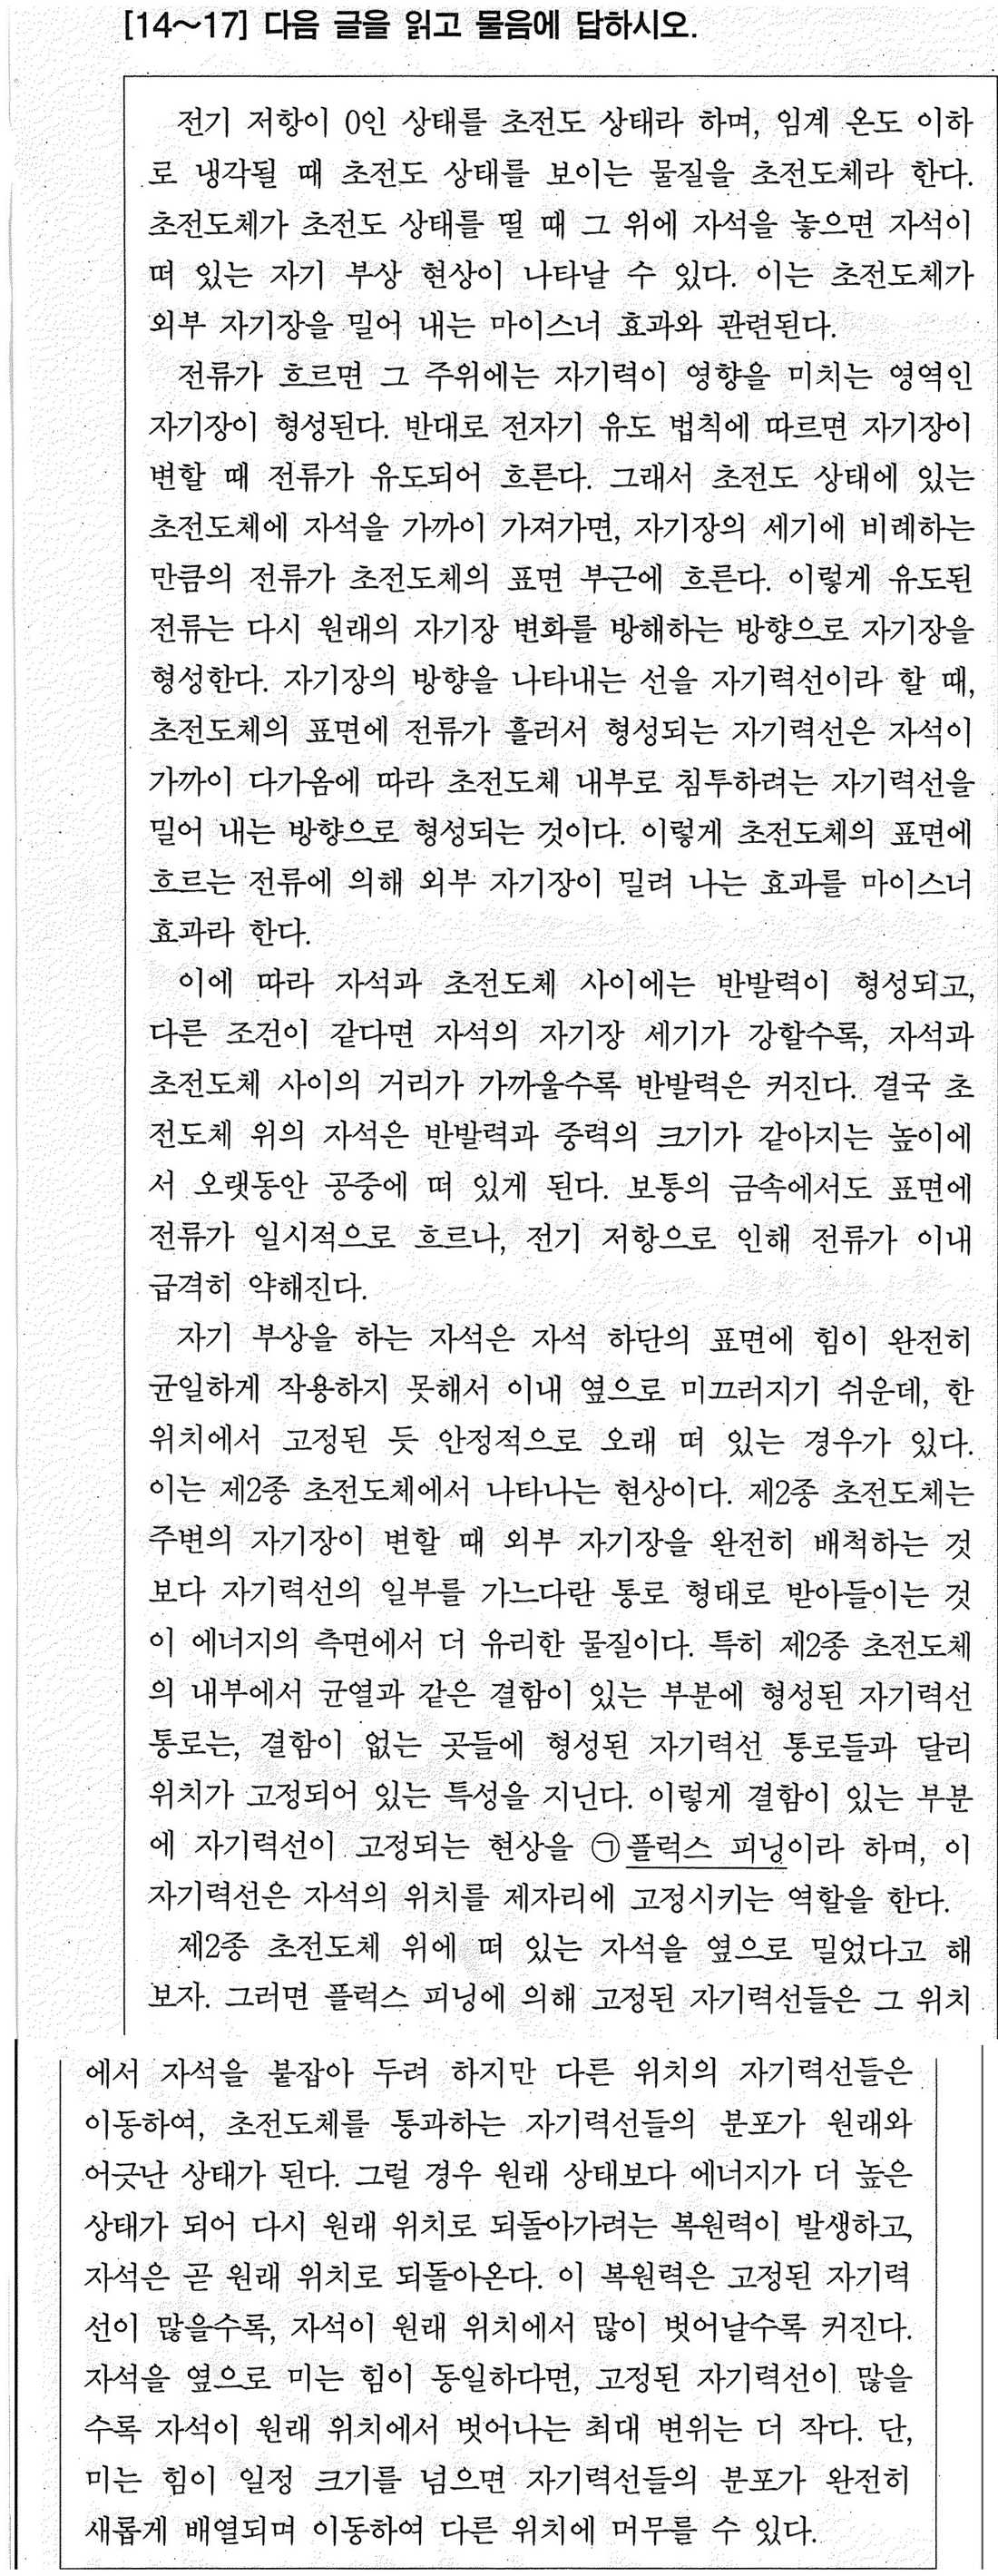 [14～17] 다음 글을 읽고 물음에 답하시오.
전기 저항이 0인 상태를 초전도 상태라 하며, 임계 온도 이하
로 냉각될 때 초전도 상태를 보이는 물질을 초전도체라 한다.
초전도체가 초전도 상태를 띨 때 그 위에 자석을 놓으면 자석이
떠 있는 자기 부상 현상이 나타날 수 있다. 이는 초전도체가
외부 자기장을 밀어 내는 마이스너 효과와 관련된다.
전류가 흐르면 그 주위에는 자기력이 영향을 미치는 영역인
자기장이 형성된다. 반대로 전자기 유도 법칙에 따르면 자기장이
변할 때 전류가 유도되어 흐른다. 그래서 초전도 상태에 있는
초전도체에 자석을 가까이 가져가면, 자기장의 세기에 비례하는
만큼의 전류가 초전도체의 표면 부근에 흐른다. 이렇게 유도된
전류는 다시 원래의 자기장 변화를 방해하는 방향으로 자기장을
형성한다. 자기장의 방향을 나타내는 선을 자기력선이라 할 때,
초전도체의 표면에 전류가 흘러서 형성되는 자기력선은 자석이
가까이 다가옴에 따라 초전도체 내부로 침투하려는 자기력선을
밀어 내는 방향으로 형성되는 것이다. 이렇게 초전도체의 표면에
흐르는 전류에 의해 외부 자기장이 밀려 나는 효과를 마이스너
효과라 한다.
이에 따라 자석과 초전도체 사이에는 반발력이 형성되고,
다른 조건이 같다면 자석의 자기장 세기가 강할수록, 자석과
초전도체 사이의 거리가 가까울수록 반발력은 커진다. 결국 초
전도체 위의 자석은 반발력과 중력의 크기가 같아지는 높이에
서 오랫동안 공중에 떠 있게 된다. 보통의 금속에서도 표면에
전류가 일시적으로 흐르나, 전기 저항으로 인해 전류가 이내
급격히 약해진다.
자기 부상을 하는 자석은 자석 하단의 표면에 힘이 완전히
균일하게 작용하지 못해서 이내 옆으로 미끄러지기 쉬운데, 한
위치에서 고정된 듯 안정적으로 오래 떠 있는 경우가 있다.
이는 제2종 초전도체에서 나타나는 현상이다. 제2종 초전도체는
주변의 자기장이 변할 때 외부 자기장을 완전히 배척하는 것
보다 자기력선의 일부를 가느다란 통로 형태로 받아들이는 것
이 에너지의 측면에서 더 유리한 물질이다. 특히 제2종 초전도체
의 내부에서 균열과 같은 결함이 있는 부분에 형성된 자기력선
통로는, 결함이 없는 곳들에 형성된 자기력선 통로들과 달리
위치가 고정되어 있는 특성을 지닌다. 이렇게 결함이 있는 부분
에 자기력선이 고정되는 현상을 ㉠플럭스 피닝이라 하며, 이
자기력선은 자석의 위치를 제자리에 고정시키는 역할을 한다.
제2종 초전도체 위에 떠 있는 자석을 옆으로 밀었다고 해
보자. 그러면 플럭스 피닝에 의해 고정된 자기력선들은 그 위치
에서 자석을 붙잡아 두려 하지만 다른 위치의 자기력선들은
이동하여, 초전도체를 통과하는 자기력선들의 분포가 원래와
어긋난 상태가 된다. 그럴 경우 원래 상태보다 에너지가 더 높은
상태가 되어 다시 원래 위치로 되돌아가려는 복원력이 발생하고,
자석은 곧 원래 위치로 되돌아온다. 이 복원력은 고정된 자기력
선이 많을수록, 자석이 원래 위치에서 많이 벗어날수록 커진다.
자석을 옆으로 미는 힘이 동일하다면, 고정된 자기력선이 많을
수록 자석이 원래 위치에서 벗어나는 최대 변위는 더 작다. 단,
미는 힘이 일정 크기를 넘으면 자기력선들의 분포가 완전히
새롭게 배열되며 이동하여 다른 위치에 머무를 수 있다.